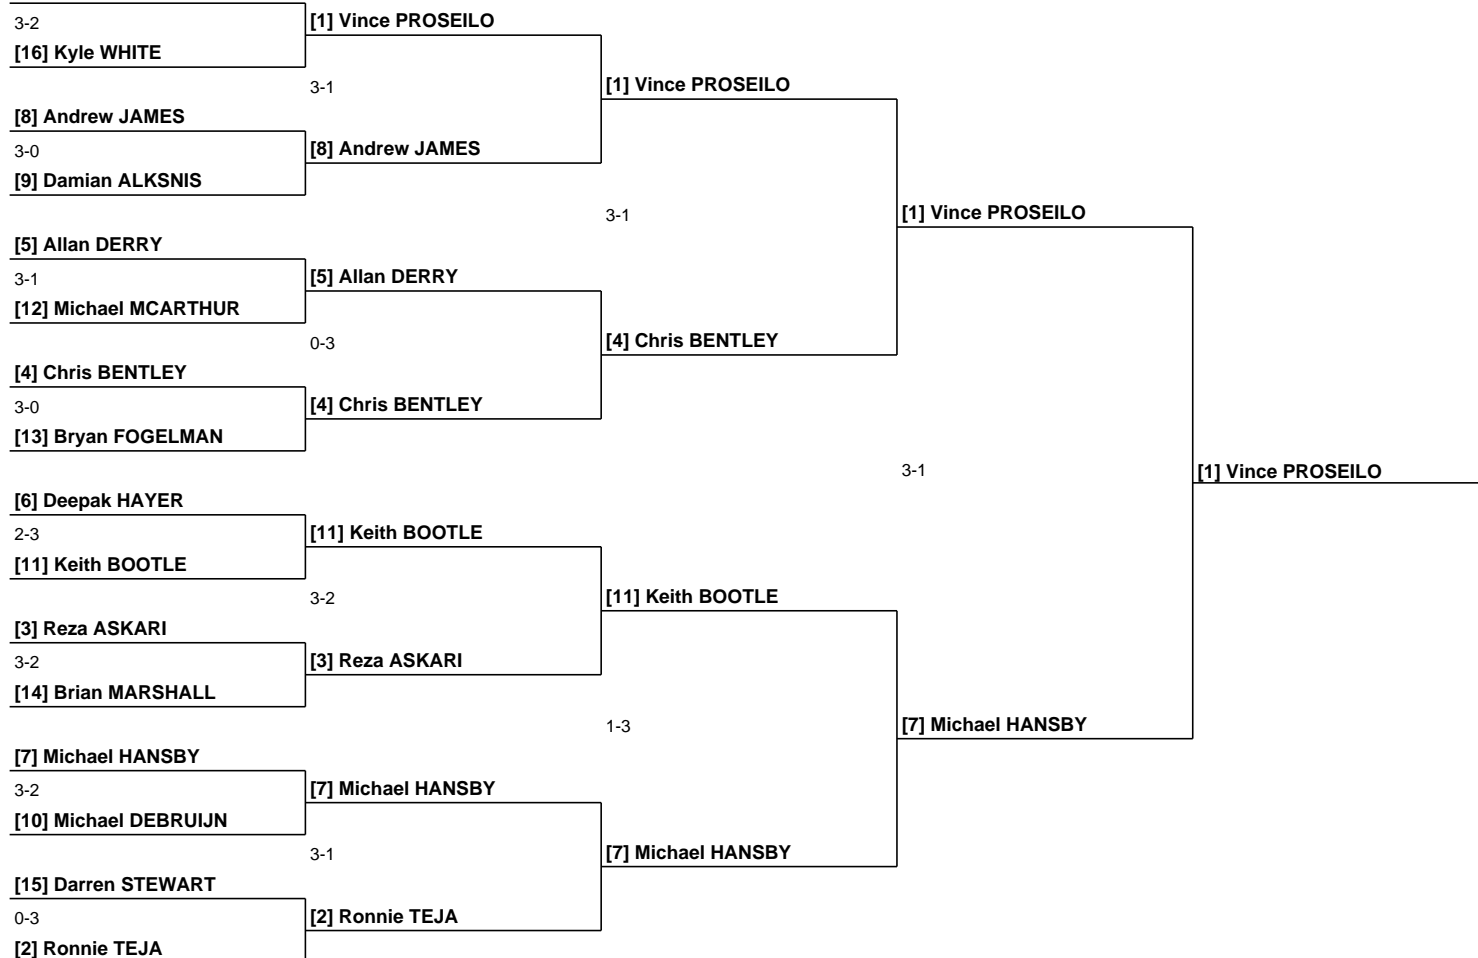 3-2
[16] Kyle WHITE
[8] Andrew JAMES
3-0
[9] Damian ALKSNIS
[5] Allan DERRY
3-1
[12] Michael MCARTHUR
[4] Chris BENTLEY
3-0
[13] Bryan FOGELMAN
[6] Deepak HAYER
2-3
[11] Keith BOOTLE
[3] Reza ASKARI
3-2
[14] Brian MARSHALL
[7] Michael HANSBY
3-2
[10] Michael DEBRUIJN
[15] Darren STEWART
0-3
[2] Ronnie TEJA
[1] Vince PROSEILO
3-1
[8] Andrew JAMES
[5] Allan DERRY
0-3
[4] Chris BENTLEY
[11] Keith BOOTLE
3-2
[3] Reza ASKARI
[7] Michael HANSBY
3-1
[2] Ronnie TEJA
[1] Vince PROSEILO
3-1
[4] Chris BENTLEY
[11] Keith BOOTLE
1-3
[7] Michael HANSBY
[1] Vince PROSEILO
3-1
[7] Michael HANSBY
[1] Vince PROSEILO